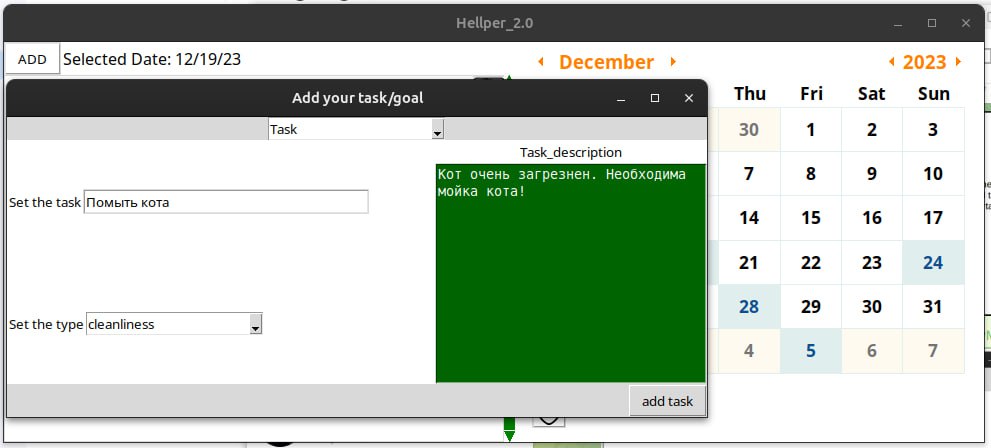 Hellper_2.0
ADD
Selected Date: 12/19/23
December
2023
Add your task/goal
Task
Task_description
Кот очень загрезнен. Необходима
мойка кота!
Set the task
Помыть кота
Set the type
cleanliness
add task
Thu Fri Sat Sun
30 1 2 3
7 8 9 10
14 15 16 17
21 22 23 24
28 29 30 31
4 5 6 7